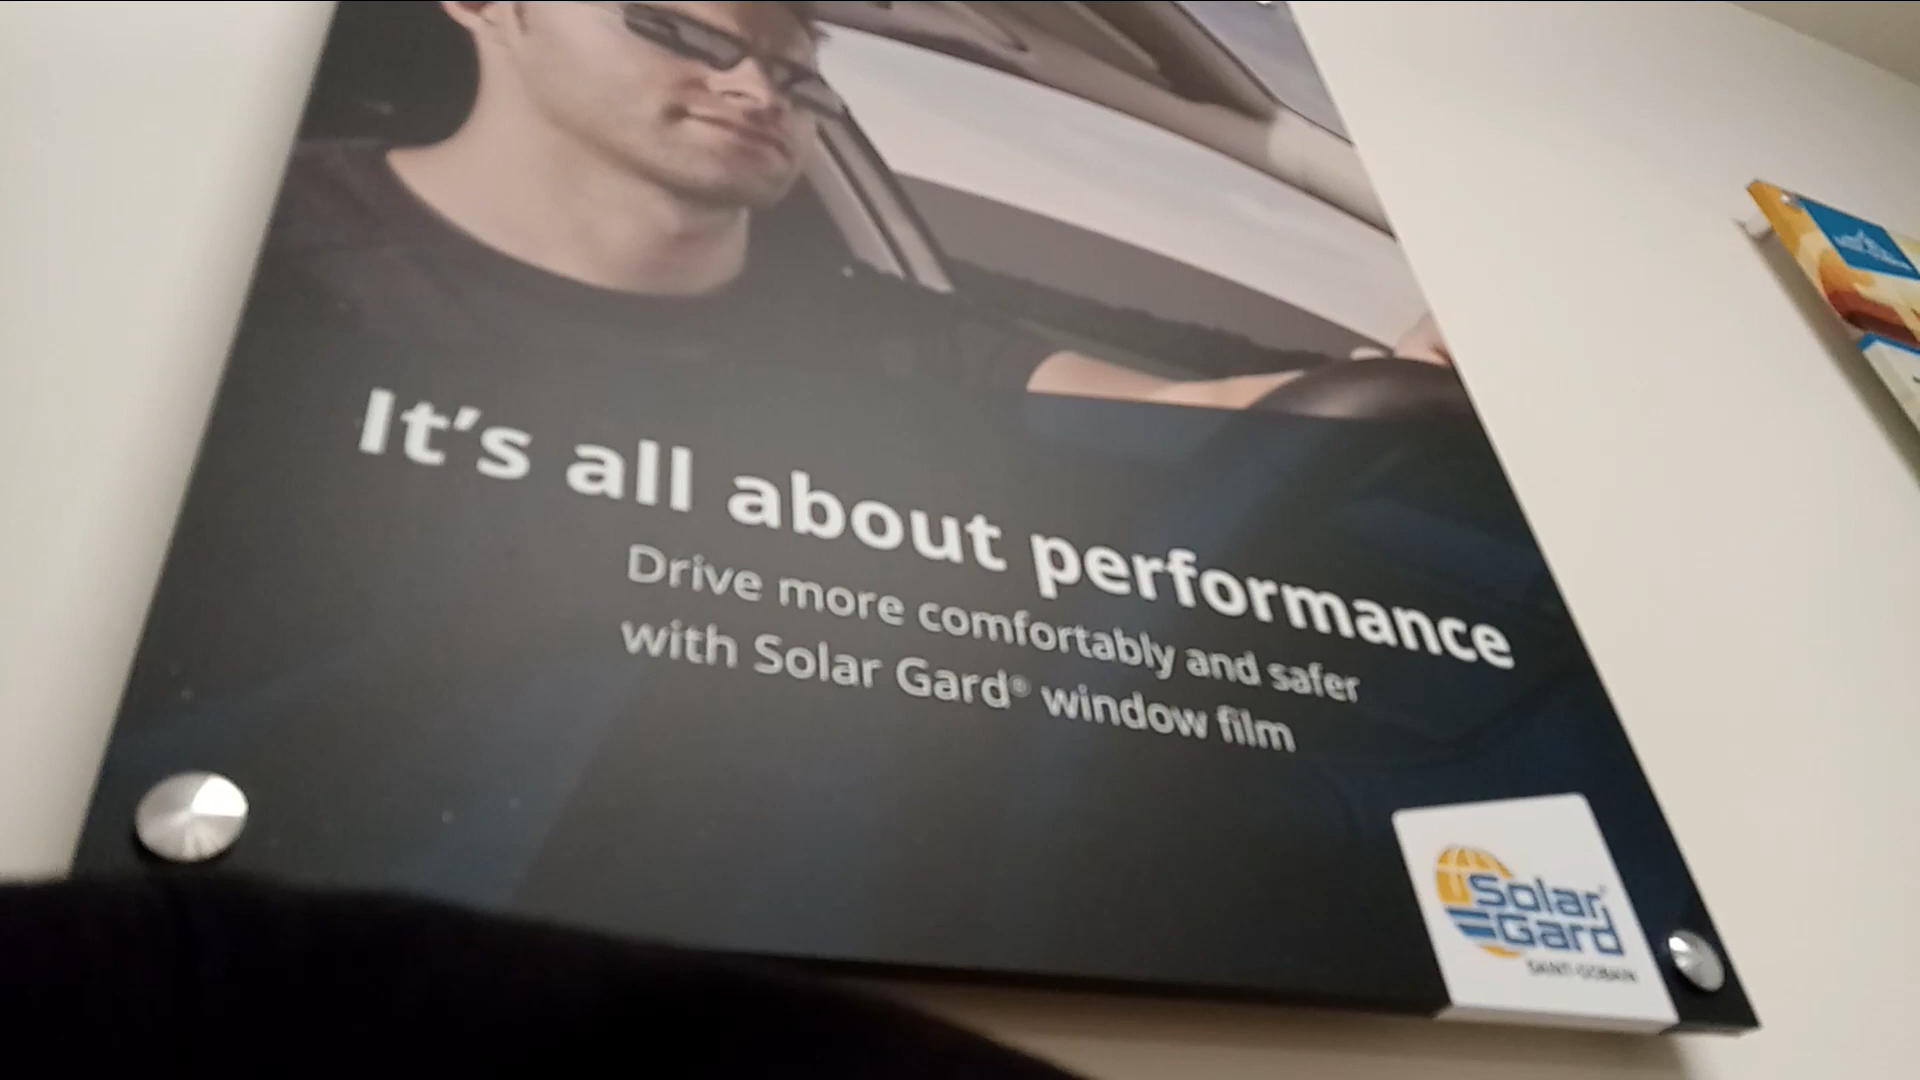 It's all about performance
Drive more comfortably and safer
with Solar Gard® window film
Solar
Gard
SAINT-GOBAIN